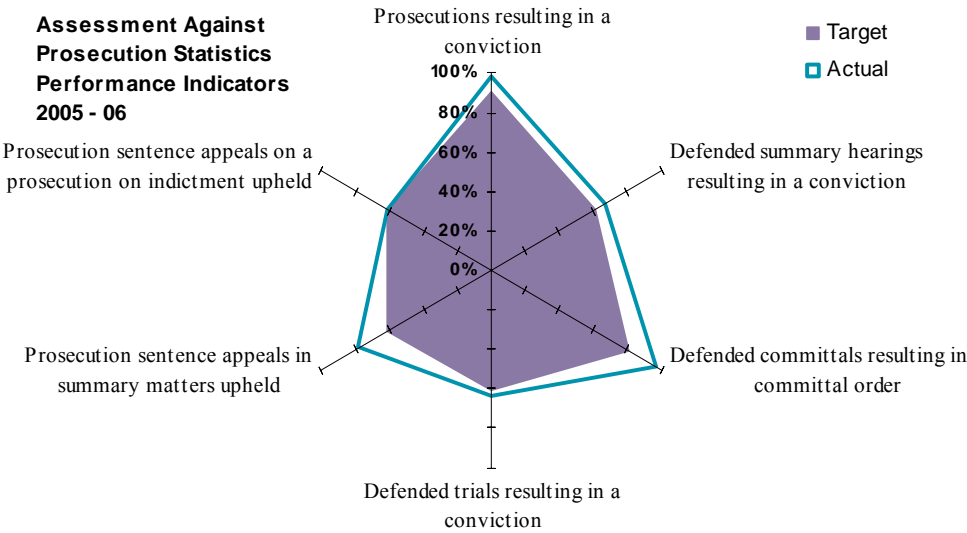 Assessment Against
Prosecution Statistics
Performance Indicators
2005 - 06
Prosecutions resulting in a
conviction
Target
Actual
100%
80%
60%
40%
20%
0%
Prosecution sentence appeals on a
prosecution on indictment upheld
Defended summary hearings
resulting in a conviction
Prosecution sentence appeals in
summary matters upheld
Defended committals resulting in
committal order
Defended trials resulting in a
conviction